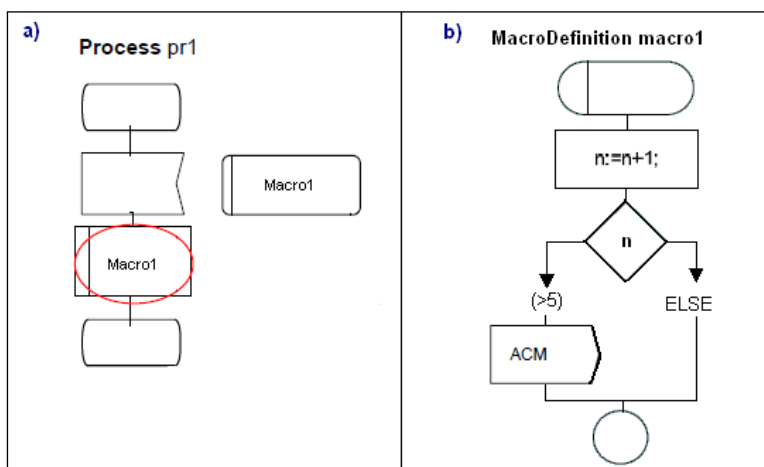 a)
Process pr1
Macro1
Macro1
b)
MacroDefinition macro1
n:=n+1;
n
(>5)
ELSE
ACM